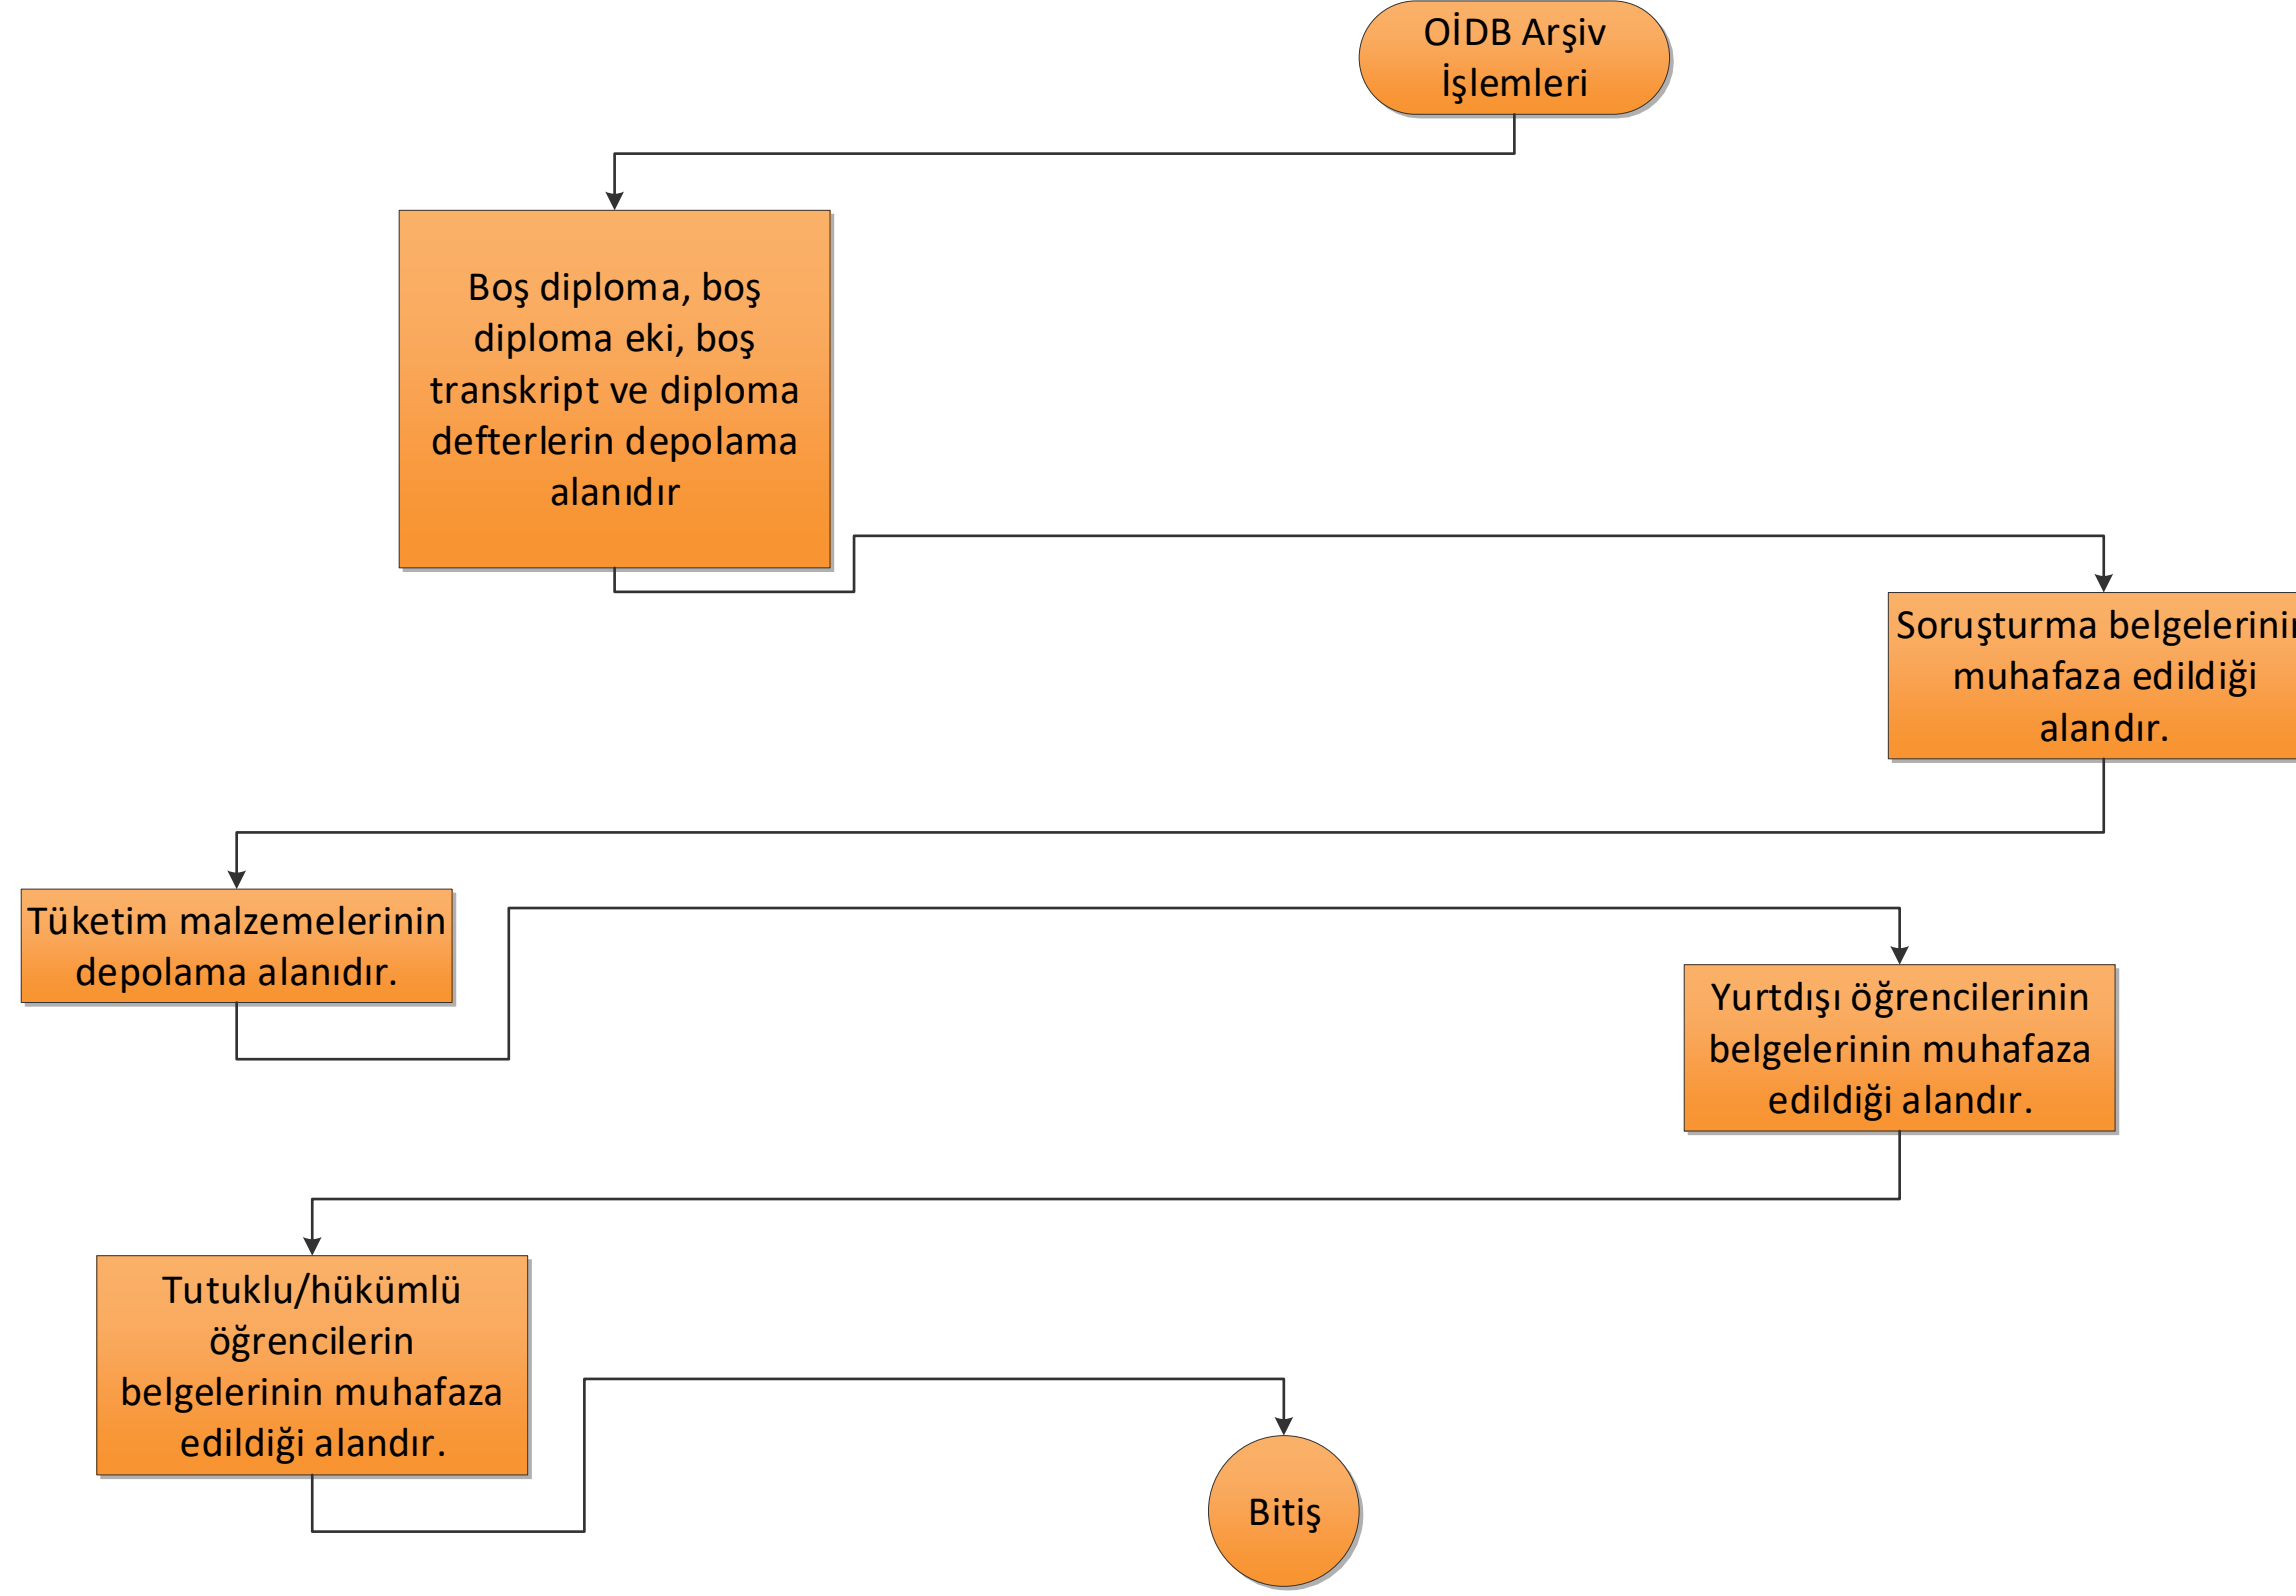 OİDB Arşiv
İşlemleri
Boş diploma, boş
diploma eki, boş
transkript ve diploma
defterlerin depolama
alanıdır
Soruşturma belgelerinin
muhafaza edildiği
alandır.
Tüketim malzemelerinin
depolama alanıdır.
Yurtdışı öğrencilerinin
belgelerinin muhafaza
edildiği alandır.
Tutuklu/hükümlü
öğrencilerin
belgelerinin muhafaza
edildiği alandır.
Bitiş